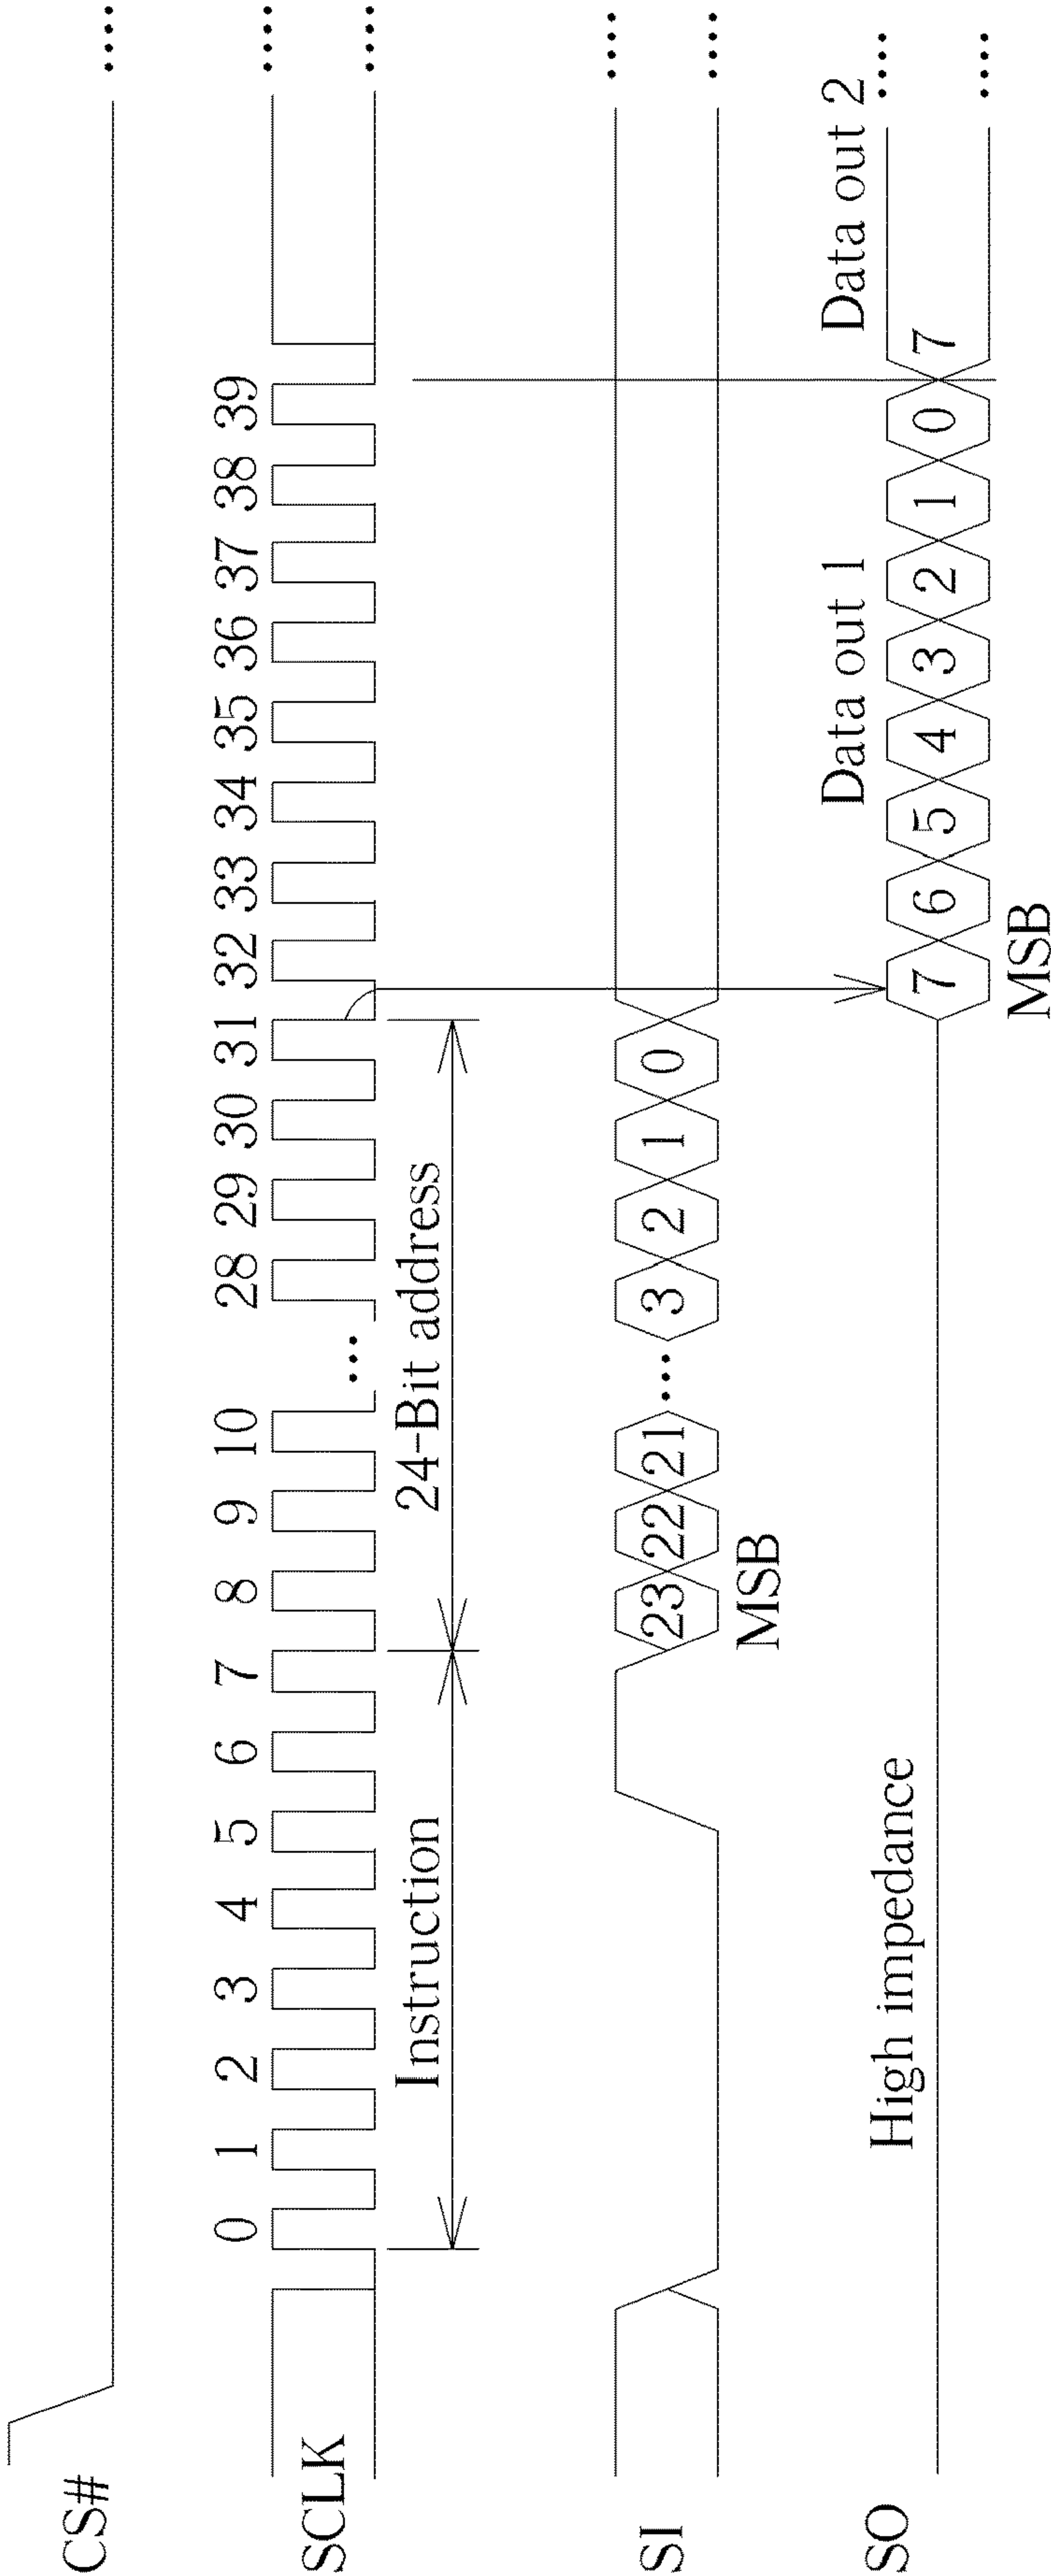 CS#
0 1 2 3 4 5 6 7 8 9 10 .... 28 29 30 31 32 33 34 35 36 37 38 39
SCLK
Instruction
24-Bit address
SI
23 22 21 .... 3 2 1 0
MSB
Data out 1
Data out 2
High impedance
SO
7 6 5 4 3 2 1 0 7
MSB